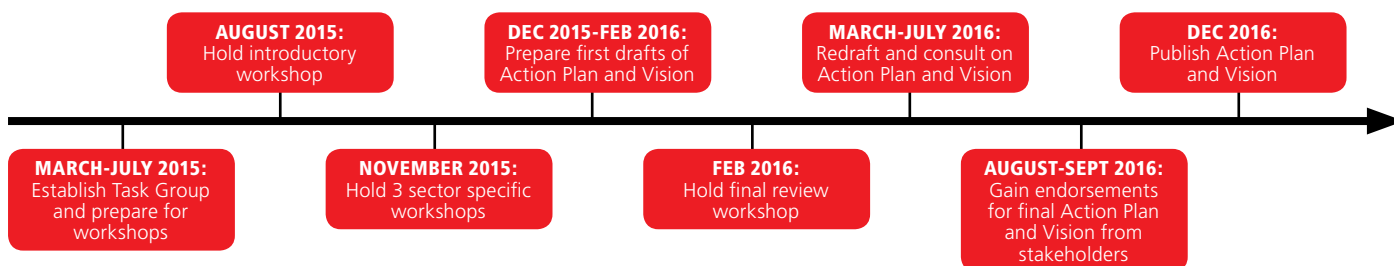 AUGUST 2015:
Hold introductory
workshop
DEC 2015-FEB 2016:
Prepare first drafts of
Action Plan and Vision
MARCH-JULY 2016:
Redraft and consult on
Action Plan and Vision
DEC 2016:
Publish Action Plan
and Vision
MARCH-JULY 2015:
Establish Task Group
and prepare for
workshops
NOVEMBER 2015:
Hold 3 sector specific
workshops
FEB 2016:
Hold final review
workshop
AUGUST-SEPT 2016:
Gain endorsements
for final Action Plan
and Vision from
stakeholders